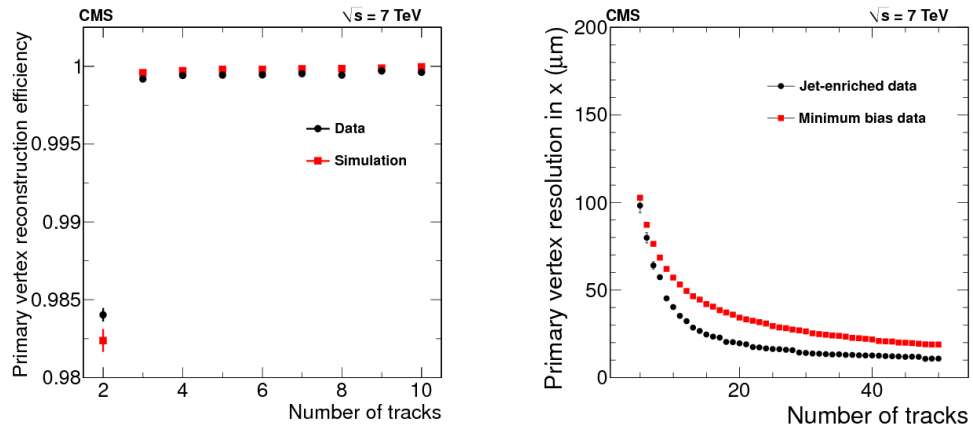 CMS √s = 7 TeV
Primary vertex reconstruction efficiency
1
0.995
0.99
0.985
0.98
Data
Simulation
2 4 6 8 10
Number of tracks
CMS √s = 7 TeV
Primary vertex resolution in x (μm)
200
150
100
50
0
Jet-enriched data
Minimum bias data
20 40
Number of tracks